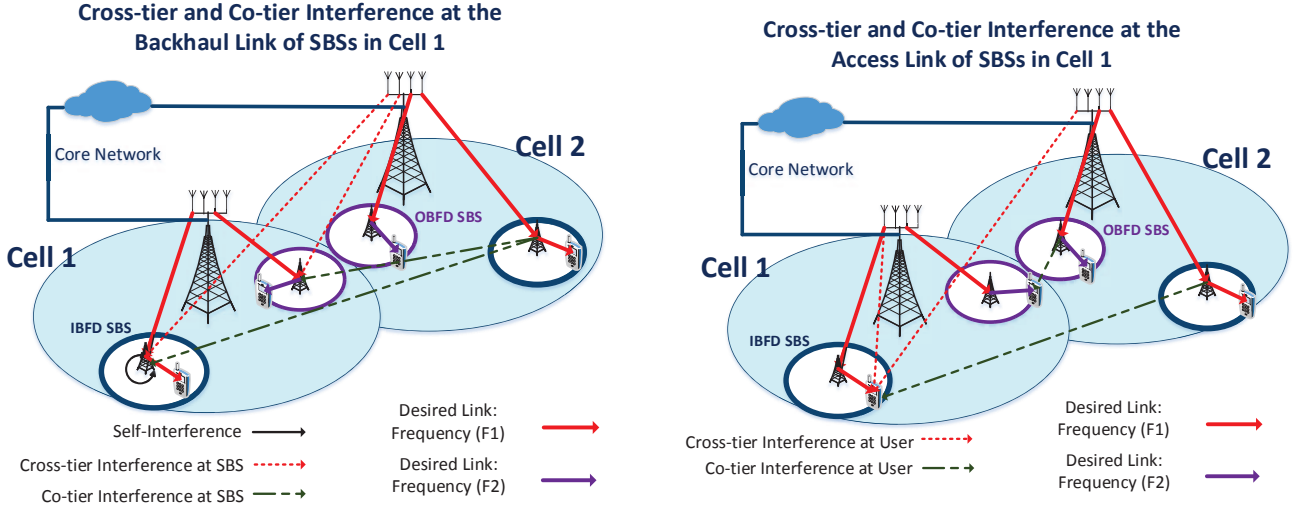 Cross-tier and Co-tier Interference at the
Backhaul Link of SBSs in Cell 1
Core Network
Cell 2
OBFD SBS
Cell 1
IBFD SBS
Self-Interference
Cross-tier Interference at SBS
Co-tier Interference at SBS
Desired Link:
Frequency (F1)
Desired Link:
Frequency (F2)
Cross-tier and Co-tier Interference at the
Access Link of SBSs in Cell 1
Core Network
Cell 2
OBFD SBS
Cell 1
IBFD SBS
Cross-tier Interference at User
Co-tier Interference at User
Desired Link:
Frequency (F1)
Desired Link:
Frequency (F2)